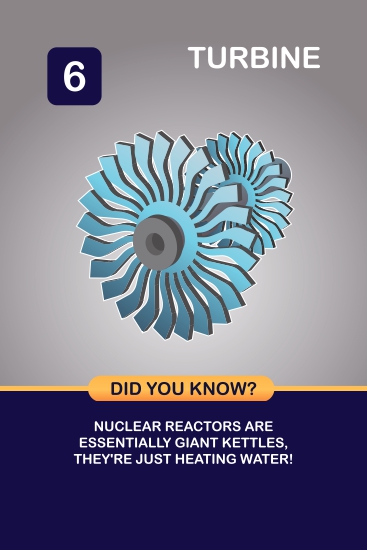 TURBINE
6
DID YOU KNOW?
NUCLEAR REACTORS ARE
ESSENTIALLY GIANT KETTLES,
THEY'RE JUST HEATING WATER!